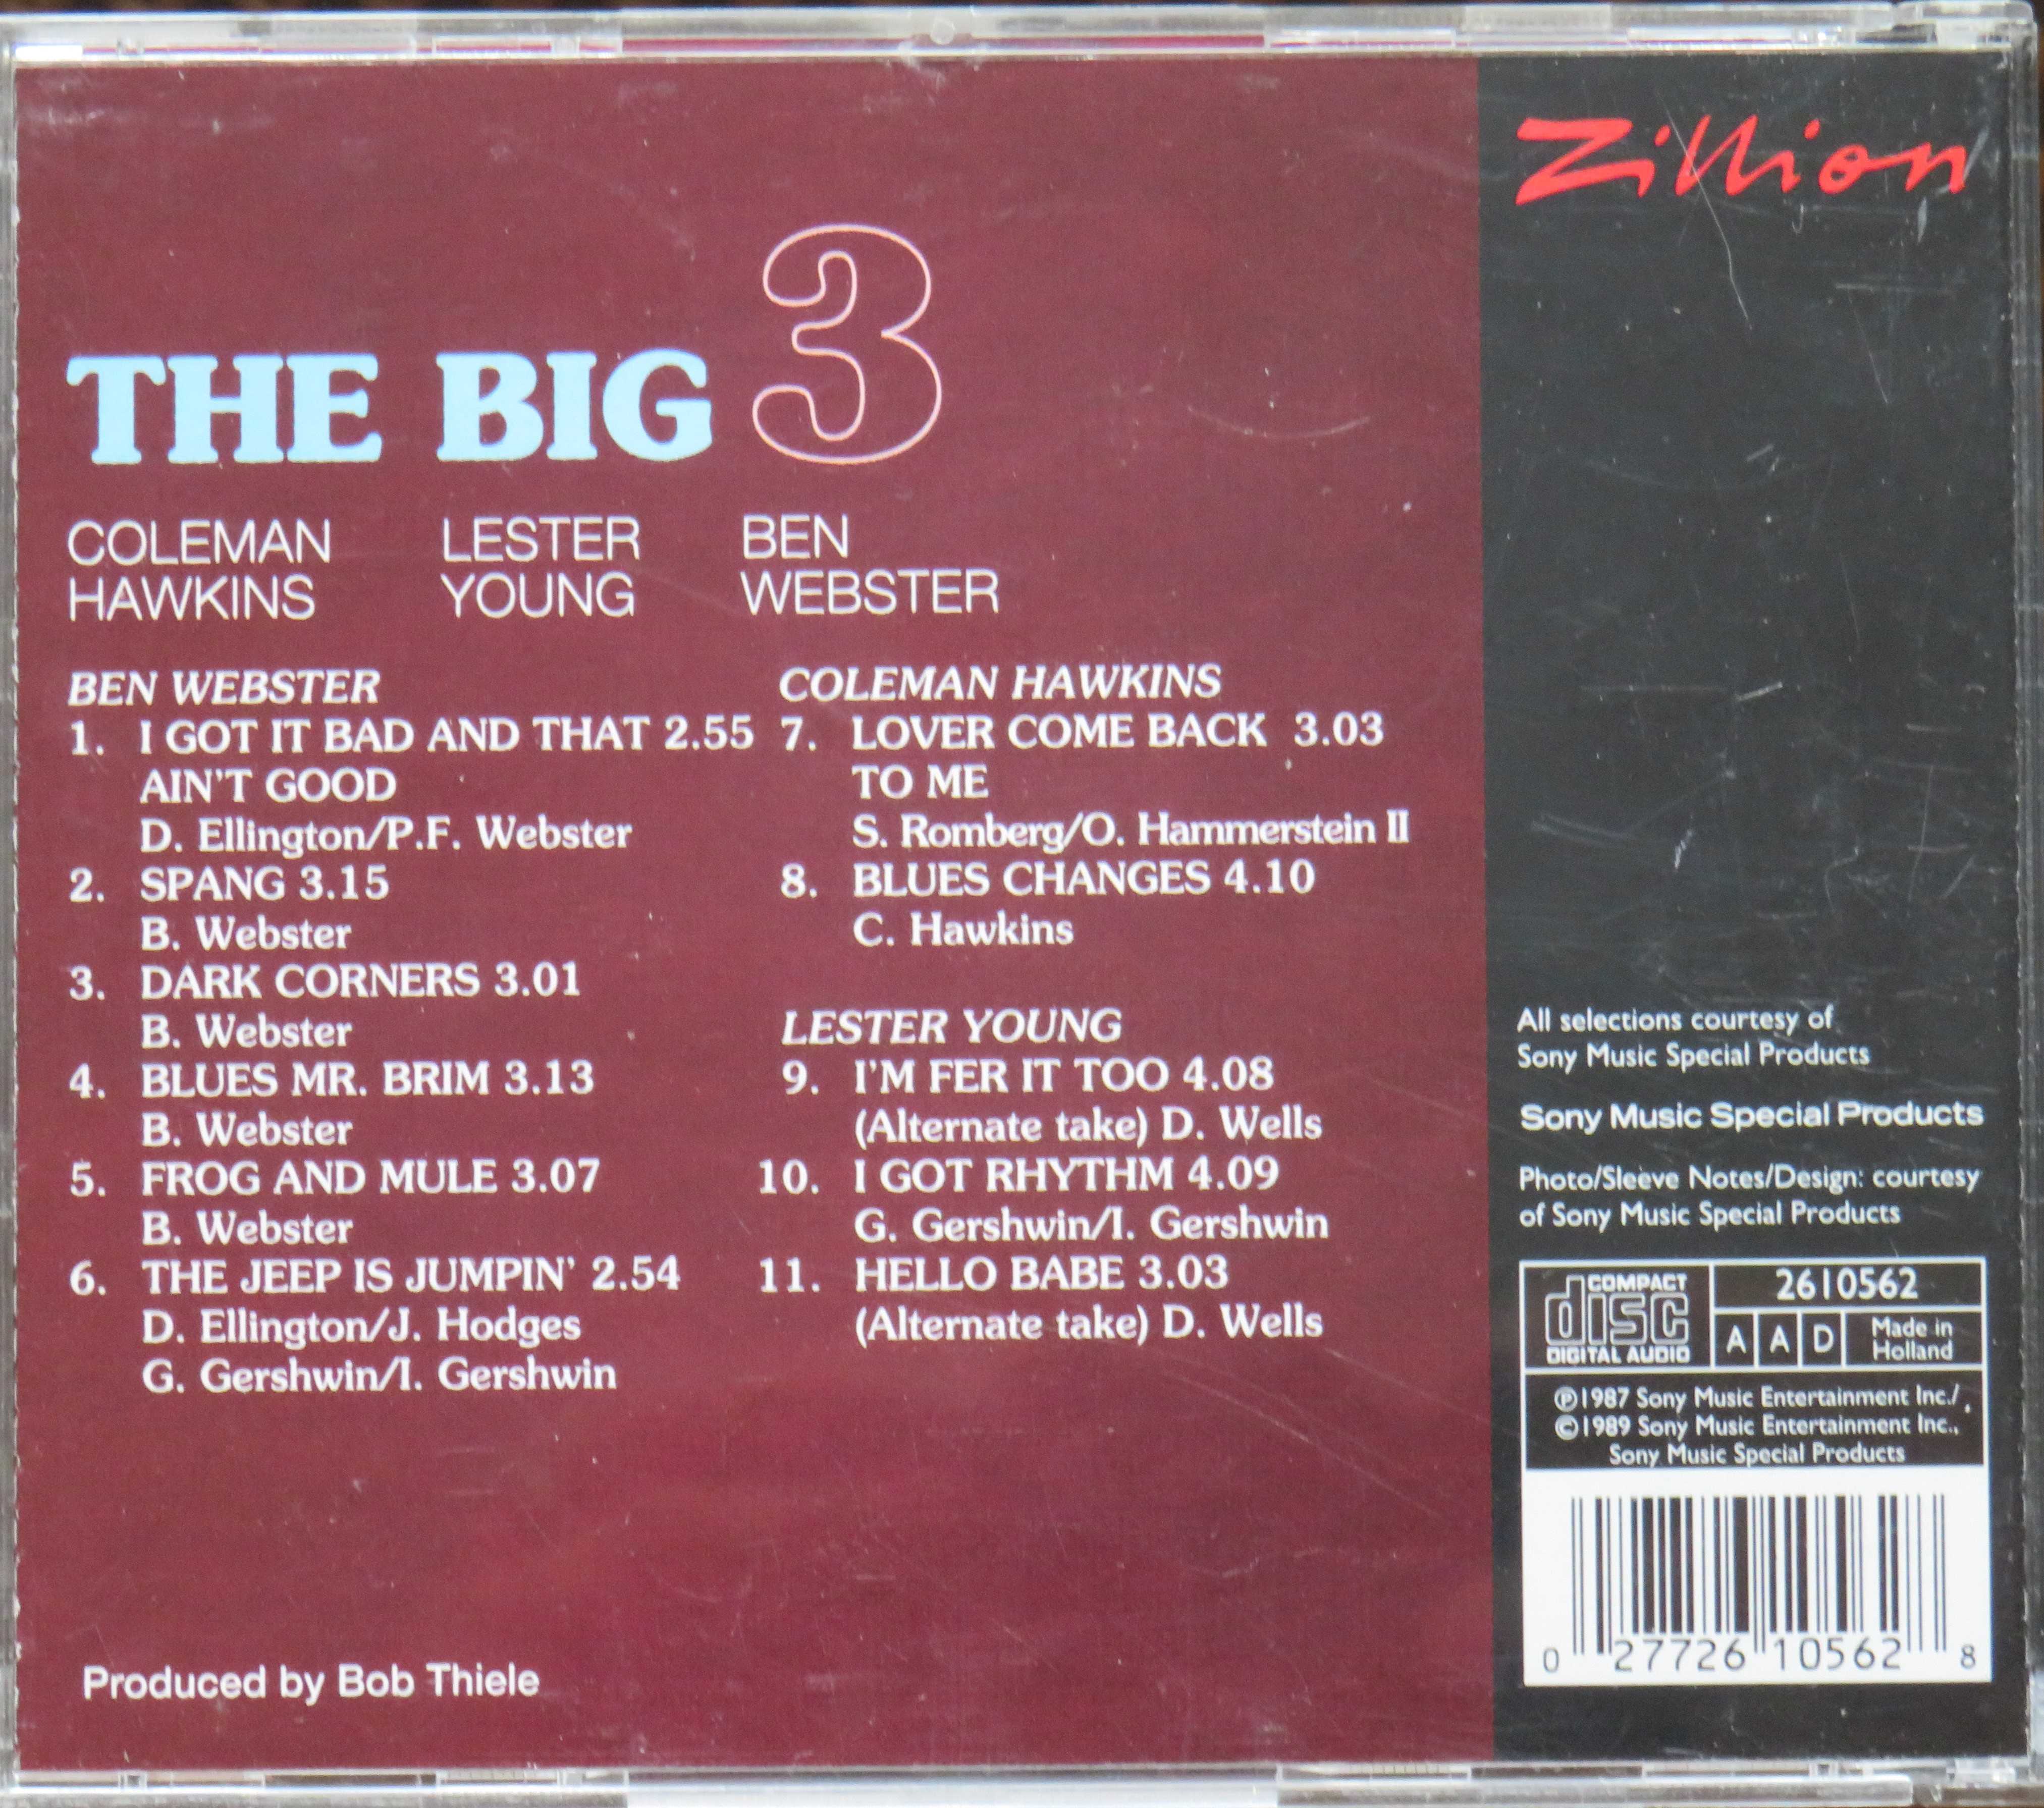 Zillion
THE BIG 3
COLEMAN HAWKINS
LESTER YOUNG
BEN WEBSTER
BEN WEBSTER
1. I GOT IT BAD AND THAT 2.55
AIN'T GOOD
D. Ellington/P.F. Webster
2. SPANG 3.15
B. Webster
3. DARK CORNERS 3.01
B. Webster
4. BLUES MR. BRIM 3.13
B. Webster
5. FROG AND MULE 3.07
B. Webster
6. THE JEEP IS JUMPIN' 2.54
D. Ellington/J. Hodges
G. Gershwin/I. Gershwin
COLEMAN HAWKINS
7. LOVER COME BACK 3.03
TO ME
S. Romberg/O. Hammerstein II
8. BLUES CHANGES 4.10
C. Hawkins
LESTER YOUNG
9. I'M FER IT TOO 4.08
(Alternate take) D. Wells
10. I GOT RHYTHM 4.09
G. Gershwin/I. Gershwin
11. HELLO BABE 3.03
(Alternate take) D. Wells
Produced by Bob Thiele
All selections courtesy of
Sony Music Special Products
Sony Music Special Products
Photo/Sleeve Notes/Design: courtesy
of Sony Music Special Products
COMPACT
disc
DIGITAL AUDIO
2610562
A A D
Made in
Holland
℗1987 Sony Music Entertainment Inc./,
©1989 Sony Music Entertainment Inc.,
Sony Music Special Products
0 27726 10562 8